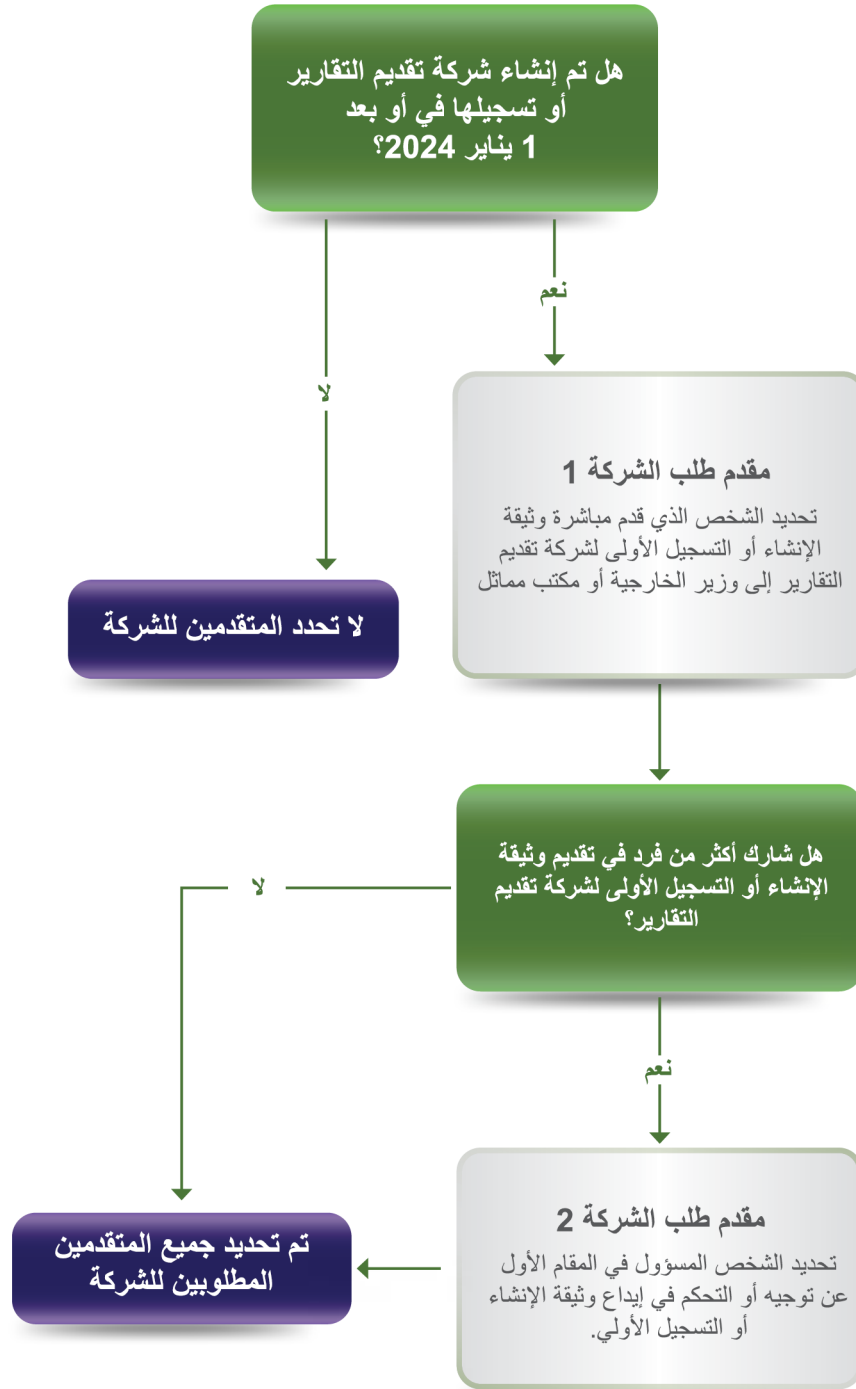 هل تم إنشاء شركة تقديم التقارير
أو تسجيلها في أو بعد
1 يناير 2024؟
نعم
لا
مقدم طلب الشركة 1
تحديد الشخص الذي قدم مباشرة وثيقة
الإنشاء أو التسجيل الأولى لشركة تقديم
التقارير إلى وزير الخارجية أو مكتب مماثل
لا تحدد المتقدمين للشركة
هل شارك أكثر من فرد في تقديم وثيقة
الإنشاء أو التسجيل الأولى لشركة تقديم
التقارير؟
لا
نعم
مقدم طلب الشركة 2
تحديد الشخص المسؤول في المقام الأول
عن توجيه أو التحكم في إيداع وثيقة الإنشاء
أو التسجيل الأولي.
تم تحديد جميع المتقدمين
المطلوبين للشركة